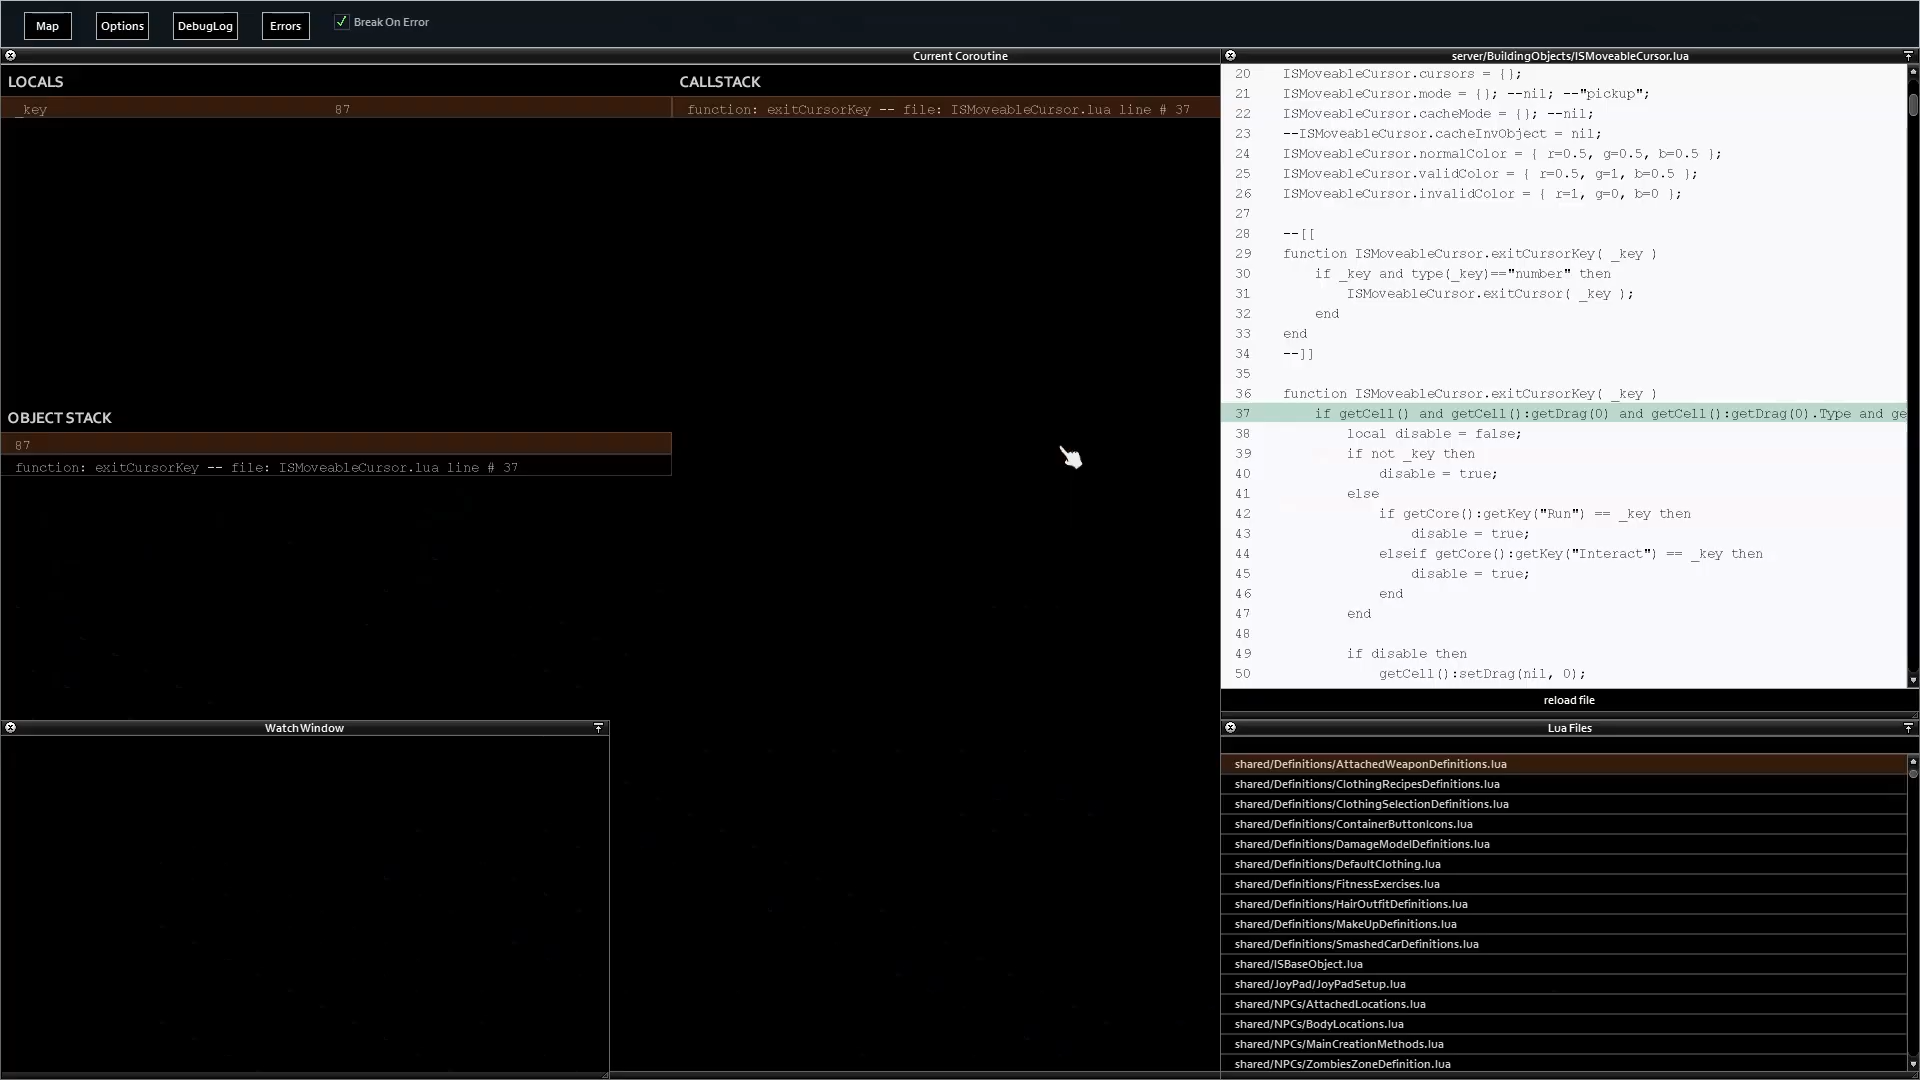 Map Options DebugLog Errors Break On Error
Current Coroutine
LOCALS
_key 87
CALLSTACK
function: exitCursorKey -- file: ISMoveableCursor.lua line # 37
OBJECT STACK
87
function: exitCursorKey -- file: ISMoveableCursor.lua line # 37
Watch Window
server/BuildingObjects/ISMoveableCursor.lua
20 ISMoveableCursor.cursors = {};
21 ISMoveableCursor.mode = {}; --nil; --"pickup";
22 ISMoveableCursor.cacheMode = {}; --nil;
23 --ISMoveableCursor.cacheInvObject = nil;
24 ISMoveableCursor.normalColor = { r=0.5, g=0.5, b=0.5 };
25 ISMoveableCursor.validColor = { r=0.5, g=1, b=0.5 };
26 ISMoveableCursor.invalidColor = { r=1, g=0, b=0 };
27
28 --[[
29 function ISMoveableCursor.exitCursorKey( _key )
30 if _key and type(_key)=="number" then
31 ISMoveableCursor.exitCursor( _key );
32 end
33 end
34 --]]
35
36 function ISMoveableCursor.exitCursorKey( _key )
37 if getCell() and getCell():getDrag(0) and getCell():getDrag(0).Type and ge
38 local disable = false;
39 if not _key then
40 disable = true;
41 else
42 if getCore():getKey("Run") == _key then
43 disable = true;
44 elseif getCore():getKey("Interact") == _key then
45 disable = true;
46 end
47 end
48
49 if disable then
50 getCell():setDrag(nil, 0);
reload file
Lua Files
shared/Definitions/AttachedWeaponDefinitions.lua
shared/Definitions/ClothingRecipesDefinitions.lua
shared/Definitions/ClothingSelectionDefinitions.lua
shared/Definitions/ContainerButtonIcons.lua
shared/Definitions/DamageModelDefinitions.lua
shared/Definitions/DefaultClothing.lua
shared/Definitions/FitnessExercises.lua
shared/Definitions/HairOutfitDefinitions.lua
shared/Definitions/MakeUpDefinitions.lua
shared/Definitions/SmashedCarDefinitions.lua
shared/ISBaseObject.lua
shared/JoyPad/JoyPadSetup.lua
shared/NPCs/AttachedLocations.lua
shared/NPCs/BodyLocations.lua
shared/NPCs/MainCreationMethods.lua
shared/NPCs/ZombiesZoneDefinition.lua